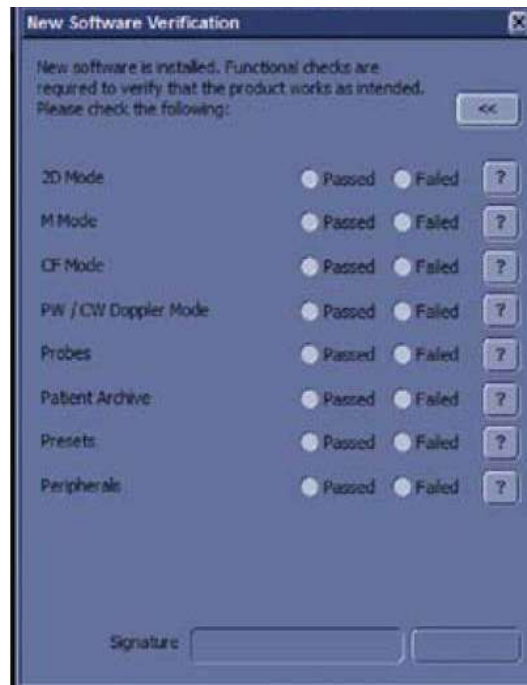 New Software Verification
New software is installed. Functional checks are
required to verify that the product works as intended.
Please check the following:
<<
2D Mode Passed Failed ?
M Mode Passed Failed ?
CF Mode Passed Failed ?
PW / CW Doppler Mode Passed Failed ?
Probes Passed Failed ?
Patient Archive Passed Failed ?
Presets Passed Failed ?
Peripherals Passed Failed ?
Signature